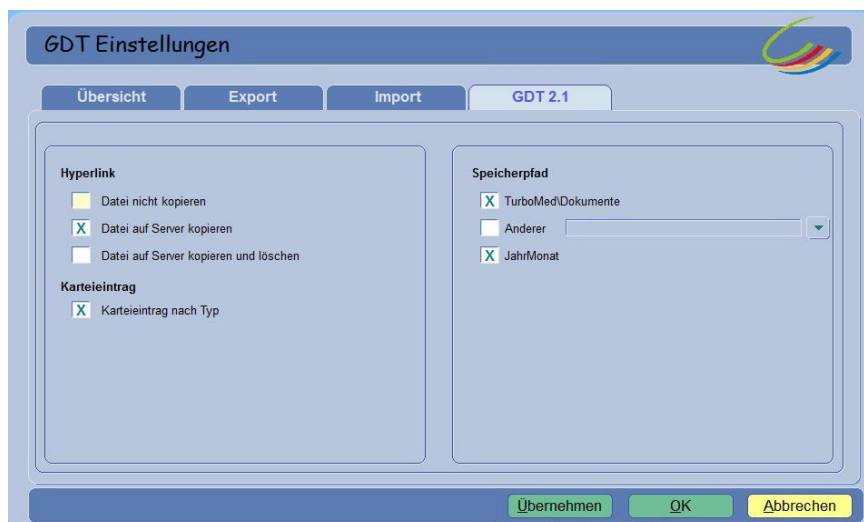 GDT Einstellungen
Übersicht
Export
Import
GDT 2.1
Hyperlink
Datei nicht kopieren
X Datei auf Server kopieren
Datei auf Server kopieren und löschen
Karteieintrag
X Karteieintrag nach Typ
Speicherpfad
X TurboMed\Dokumente
Anderer
X JahrMonat
Übernehmen
OK
Abbrechen